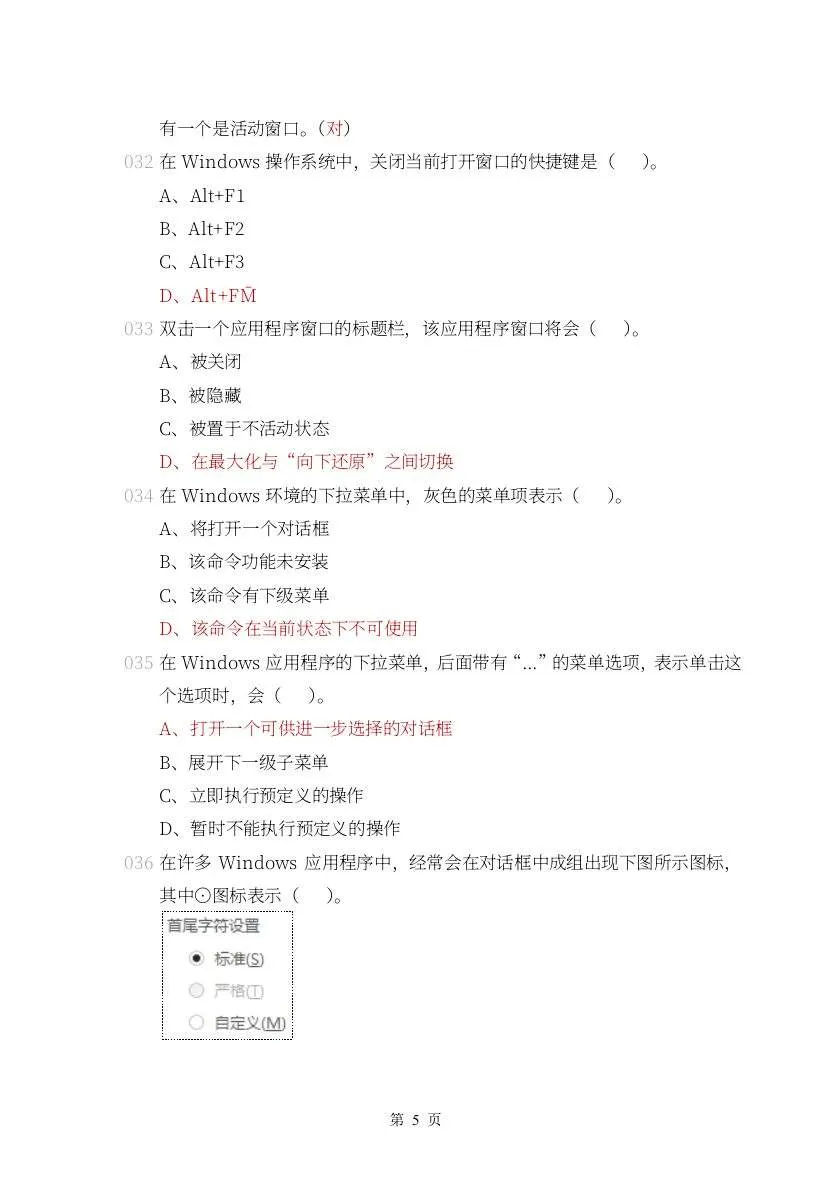 有一个是活动窗口。（对）
032 在 Windows 操作系统中，关闭当前打开窗口的快捷键是（　　）。
A、Alt+F1
B、Alt+F2
C、Alt+F3
D、Alt+FM̄
033 双击一个应用程序窗口的标题栏，该应用程序窗口将会（　　）。
A、被关闭
B、被隐藏
C、被置于不活动状态
D、在最大化与“向下还原”之间切换
034 在 Windows 环境的下拉菜单中，灰色的菜单项表示（　　）。
A、将打开一个对话框
B、该命令功能未安装
C、该命令有下级菜单
D、该命令在当前状态下不可使用
035 在 Windows 应用程序的下拉菜单，后面带有“…”的菜单选项，表示单击这
个选项时，会（　　）。
A、打开一个可供进一步选择的对话框
B、展开下一级子菜单
C、立即执行预定义的操作
D、暂时不能执行预定义的操作
036 在许多 Windows 应用程序中，经常会在对话框中成组出现下图所示图标，
其中⊙图标表示（　　）。
首尾字符设置
标准(S)
严格(T)
自定义(M)
第 5 页